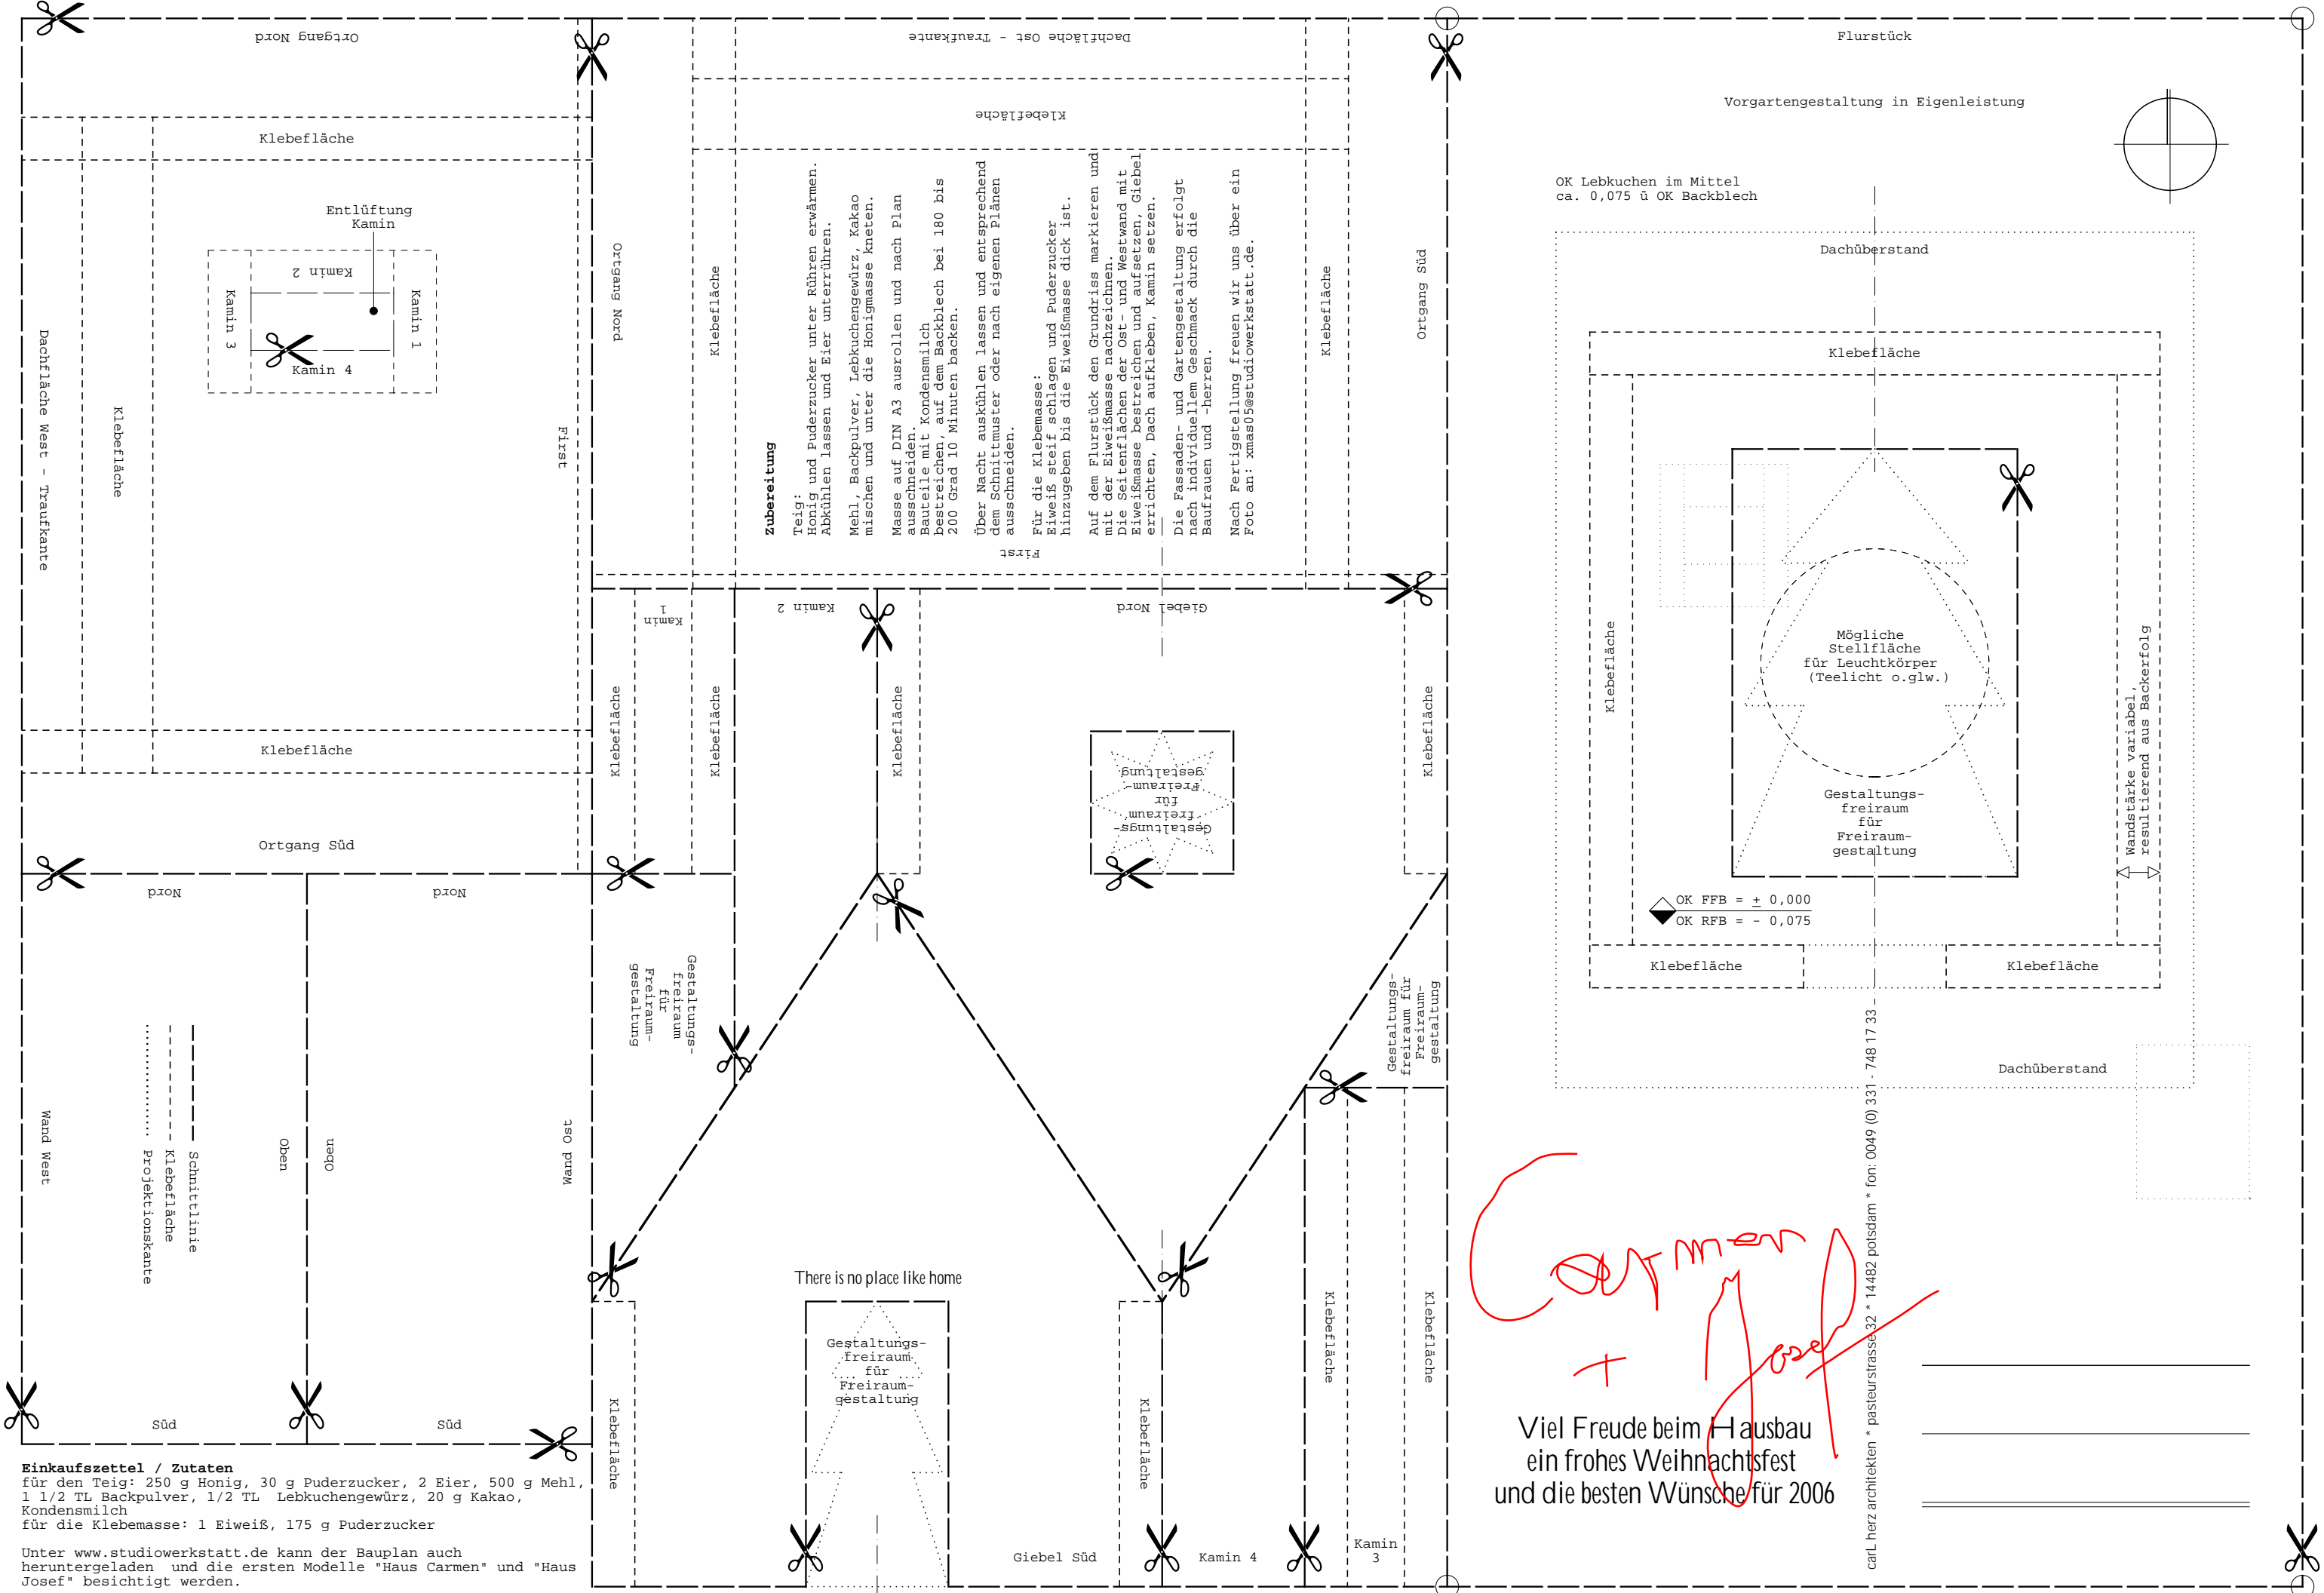 Ortgang Nord
Klebefläche
Entlüftung
Kamin
Kamin 2
Kamin 3
Kamin 1
Kamin 4
Dachfläche West - Traufkante
Klebefläche
First
Klebefläche
Ortgang Süd
Nord
Nord
Wand West
Projektionskante
Klebefläche
Schnittlinie
Oben
Oben
Wand Ost
Süd
Süd
Einkaufszettel / Zutaten
für den Teig: 250 g Honig, 30 g Puderzucker, 2 Eier, 500 g Mehl,
1 1/2 TL Backpulver, 1/2 TL Lebkuchengewürz, 20 g Kakao,
Kondensmilch
für die Klebemasse: 1 Eiweiß, 175 g Puderzucker
Unter www.studiowerkstatt.de kann der Bauplan auch
heruntergeladen und die ersten Modelle "Haus Carmen" und "Haus
Josef" besichtigt werden.
Dachfläche Ost - Traufkante
Klebefläche
Ortgang Nord
Klebefläche
Zubereitung
Teig:
Honig und Puderzucker unter Rühren erwärmen.
Abkühlen lassen und Eier unterrühren.
Mehl, Backpulver, Lebkuchengewürz, Kakao
mischen und unter die Honigmasse kneten.
Masse auf DIN A3 ausrollen und nach Plan
ausschneiden.
Bauteile mit Kondensmilch
bestreichen, auf dem Backblech bei 180 bis
200 Grad 10 Minuten backen.
Über Nacht auskühlen lassen und entsprechend
dem Schnittmuster oder nach eigenen Plänen
ausschneiden.
Für die Klebemasse:
Eiweiß steif schlagen und Puderzucker
hinzugeben bis die Eiweißmasse dick ist.
Auf dem Flurstück den Grundriss markieren und
mit der Eiweißmasse nachzeichnen.
Die Seitenflächen der Ost- und Westwand mit
Eiweißmasse bestreichen und aufsetzen, Giebel
errichten, Dach aufkleben, Kamin setzen.
Die Fassaden- und Gartengestaltung erfolgt
nach individuellem Geschmack durch die
Baufrauen und -herren.
Nach Fertigstellung freuen wir uns über ein
Foto an: xmas05@studiowerkstatt.de.
Klebefläche
Ortgang Süd
First
Kamin
1
Kamin 2
Giebel Nord
Klebefläche
Klebefläche
Klebefläche
Klebefläche
Gestaltungs-
freiraum
für
Freiraum-
gestaltung
Gestaltungs-
freiraum
für
Freiraum-
gestaltung
Gestaltungs-
freiraum für
Freiraum-
gestaltung
There is no place like home
Gestaltungs-
freiraum
für
Freiraum-
gestaltung
Klebefläche
Klebefläche
Klebefläche
Klebefläche
Giebel Süd
Kamin 4
Kamin
3
Flurstück
Vorgartengestaltung in Eigenleistung
OK Lebkuchen im Mittel
ca. 0,075 ü OK Backblech
Dachüberstand
Klebefläche
Klebefläche
Mögliche
Stellfläche
für Leuchtkörper
(Teelicht o.glw.)
Gestaltungs-
freiraum
für
Freiraum-
gestaltung
Wandstärke variabel,
resultierend aus Backerfolg
OK FFB = ± 0,000
OK RFB = - 0,075
Klebefläche
Klebefläche
Dachüberstand
Carmen
+ Josef
Viel Freude beim Hausbau
ein frohes Weihnachtsfest
und die besten Wünsche für 2006
carL herz architekten * pasteurstrasse 32 * 14482 potsdam * fon: 0049 (0) 331 - 748 17 33